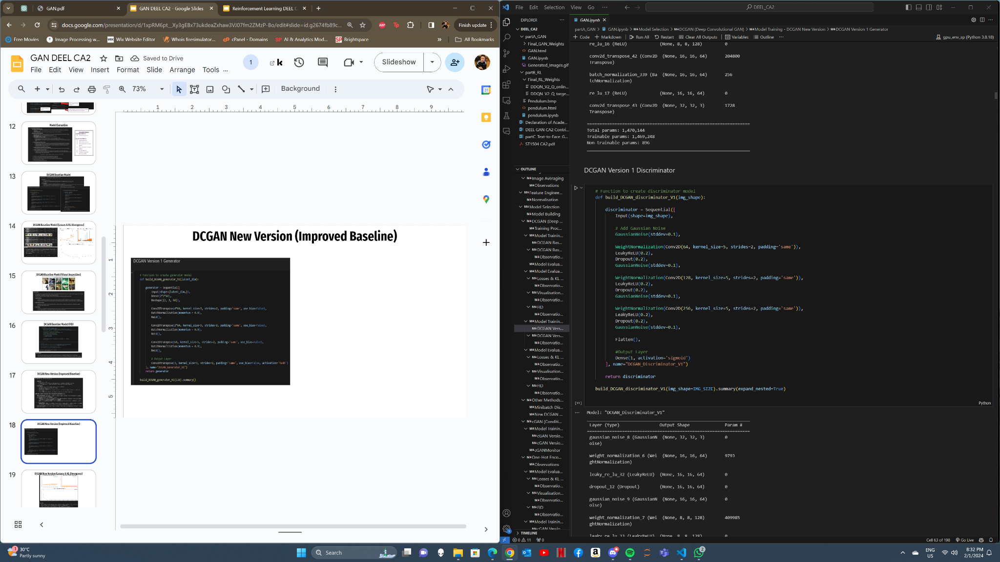 GAN.pdf
GAN DEEL CA2 - Google Slides
Reinforcement Learning DEEL C
docs.google.com/presentation/d/1xpRM6pt__Xy3gEBx73ukdeaZxhaw3VJ07fm2ZMzP-Bo/edit#slide=id.g2674fb89c...
Finish update
Free Movies
Image Processing w...
Wix Website Editor
Whois firesimulator...
cPanel - Domains
AI & Analytics Mod...
Brightspace
All Bookmarks
GAN DEEL CA2
Saved to Drive
File Edit View Insert Format Slide Arrange Tools ...
1
Slideshow
73%
Background
1 2 3 4 5 6 7 8 9
12
Model Evaluation
13
DCGAN Baseline Model
14
DCGAN Baseline Model (Losses & KL Divergence)
15
DCGAN Baseline Model (Visual Inspection)
16
DCGAN Baseline Model (FID)
17
DCGAN New Version (Improved Baseline)
18
DCGAN New Version (Improved Baseline)
19
DCGAN New Version (Losses & KL Divergence)
DCGAN New Version (Improved Baseline)
DCGAN Version 1 Generator
# Function to create generator model
def build_DCGAN_generator_V1(latent_dim):
generator = Sequential([
Input(shape=(latent_dim,)),
Dense(2*2*64),
Reshape((2, 2, 64)),
Conv2DTranspose(4*64, kernel_size=5, strides=2, padding='same', use_bias=False),
BatchNormalization(momentum = 0.9),
ReLU(),
Conv2DTranspose(2*64, kernel_size=5, strides=2, padding='same', use_bias=False),
BatchNormalization(momentum = 0.9),
ReLU(),
Conv2DTranspose(64, kernel_size=5, strides=2, padding='same', use_bias=False),
BatchNormalization(momentum = 0.9),
ReLU(),
# Output Layer
Conv2DTranspose(3, kernel_size=3, strides=2, padding='same', use_bias=False, activation='tanh')
], name="DCGAN_Generator_V1")
return generator
build_DCGAN_generator_V1(128).summary()
File Edit Selection View Go ...
DEEL_CA2
EXPLORER
DEEL_CA2
partA_GAN
Final_GAN_Weights
GAN.html
GAN.ipynb
Generated_Images.gif
partB_RL
Final_RL_Weights
DDQN_V2_Q_onlin...
DDQN_V2_Q_targe...
Pendulum.bmp
pendulum.html
pendulum.ipynb
Declaration of Acade...
DEEL GAN CA2 Contri...
partC_Text-to-Face_G...
ST1504 CA2.pdf
OUTLINE
Image Averaging
Observations
Feature Enginee...
Normalisation
Model Selection
Model Building
DCGAN (Deep ...
Training Proc...
Model Trainin...
DCGAN Bas...
DCGAN Bas...
Observatio...
Model Evalua...
Model Evalua...
Losses & KL ...
Observatio...
Visualisation...
Observatio...
FID
Observatio...
Model Trainin...
DCGAN Vers...
DCGAN Vers...
Observatio...
Model Evalua...
Losses & KL ...
Observatio...
Visualisation...
Observatio...
FID
Observatio...
Other Methods...
Minibatch Dis...
New DCGAN ...
cGAN (Conditi...
Model Trainin...
cGAN Versio...
cGAN Versio...
cGANMonitor
One-Hot Enco...
Observations
Model Evalua...
Losses & KL ...
Observatio...
Visualisation...
Observatio...
FID
Observatio...
Model Trainin...
cGAN Versio...
TIMELINE
GAN.ipynb
partA_GAN > GAN.ipynb > Model Selection > DCGAN (Deep Convolutional GAN) > Model Training - DCGAN New Version > DCGAN Version 1 Generator
+ Code + Markdown Run All Restart Clear All Outputs Variables Outline ...
gpu_env_sp (Python 3.8.18)
re_lu_16 (ReLU) (None, 8, 8, 128) 0
conv2d_transpose_42 (Conv2D (None, 16, 16, 64) 204800
Transpose)
batch_normalization_339 (Ba (None, 16, 16, 64) 256
tchNormalization)
re_lu_17 (ReLU) (None, 16, 16, 64) 0
conv2d_transpose_43 (Conv2D (None, 32, 32, 3) 1728
Transpose)
Total params: 1,470,144
Trainable params: 1,469,248
Non-trainable params: 896
DCGAN Version 1 Discriminator
# Function to create discriminator model
def build_DCGAN_discriminator_V1(img_shape):
discriminator = Sequential([
Input(shape=img_shape),
# Add Gaussian Noise
GaussianNoise(stddev=0.1),
WeightNormalization(Conv2D(64, kernel_size=5, strides=2, padding='same')),
LeakyReLU(0.2),
Dropout(0.2),
GaussianNoise(stddev=0.1),
WeightNormalization(Conv2D(128, kernel_size=5, strides=2, padding='same')),
LeakyReLU(0.2),
Dropout(0.2),
GaussianNoise(stddev=0.1),
WeightNormalization(Conv2D(256, kernel_size=5, strides=2, padding='same')),
LeakyReLU(0.2),
Dropout(0.2),
GaussianNoise(stddev=0.1),
Flatten(),
#Output Layer
Dense(1, activation='sigmoid')
], name="DCGAN_Discriminator_V1")
return discriminator
build_DCGAN_discriminator_V1(img_shape=IMG_SIZE).summary(expand_nested=True)
[91]
Python
Model: "DCGAN_Discriminator_V1"
Layer (type) Output Shape Param #
gaussian_noise_8 (GaussianN (None, 32, 32, 3) 0
oise)
weight_normalization_6 (Wei (None, 16, 16, 64) 9793
ghtNormalization)
leaky_re_lu_32 (LeakyReLU) (None, 16, 16, 64) 0
dropout_12 (Dropout) (None, 16, 16, 64) 0
gaussian_noise_9 (GaussianN (None, 16, 16, 64) 0
oise)
weight_normalization_7 (Wei (None, 8, 8, 128) 409985
ghtNormalization)
leaky_re_lu_33 (LeakyReLU) (None, 8, 8, 128) 0
0 11 0
Cell 63 of 198
Go Live
30°C
Partly sunny
Search
ENG
US
8:32 PM
2/1/2024